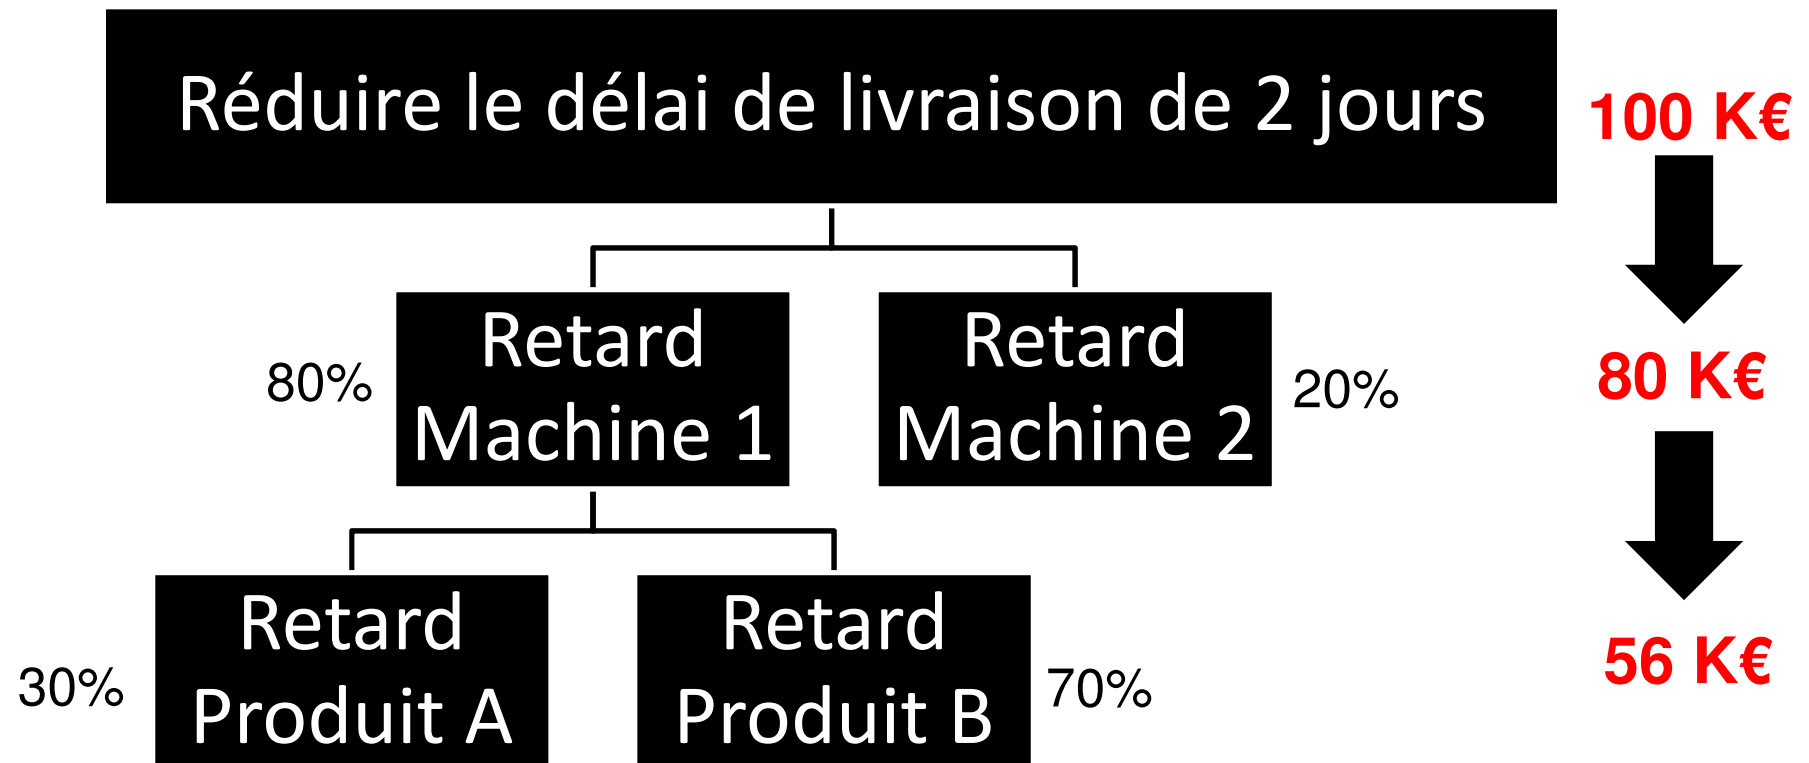 Réduire le délai de livraison de 2 jours
100 K€
Retard
Machine 1
80%
Retard
Machine 2
20%
80 K€
Retard
Produit A
30%
Retard
Produit B
70%
56 K€